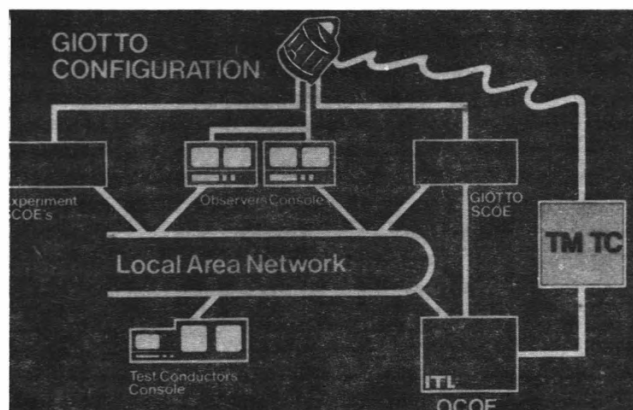 GIOTTO
CONFIGURATION
Experiment
SCOE's
Observers Console
GIOTTO
SCOE
TM TC
Local Area Network
Test Conductors
Console
ITL
OCOE